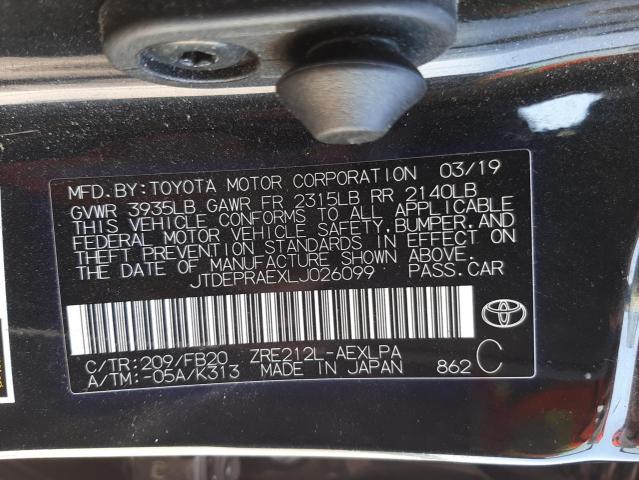 MFD. BY: TOYOTA MOTOR CORPORATION 03/19
GVWR 3935LB GAWR FR 2315LB RR 2140LB
THIS VEHICLE CONFORMS TO ALL APPLICABLE
FEDERAL MOTOR VEHICLE SAFETY, BUMPER, AND
THEFT PREVENTION STANDARDS IN EFFECT ON
THE DATE OF MANUFACTURE SHOWN ABOVE.
JTDEPRAEXLJ026099 PASS. CAR
C/TR: 209/FB20 ZRE212L-AEXLPA
A/TM: -05A/K313 MADE IN JAPAN 862 C